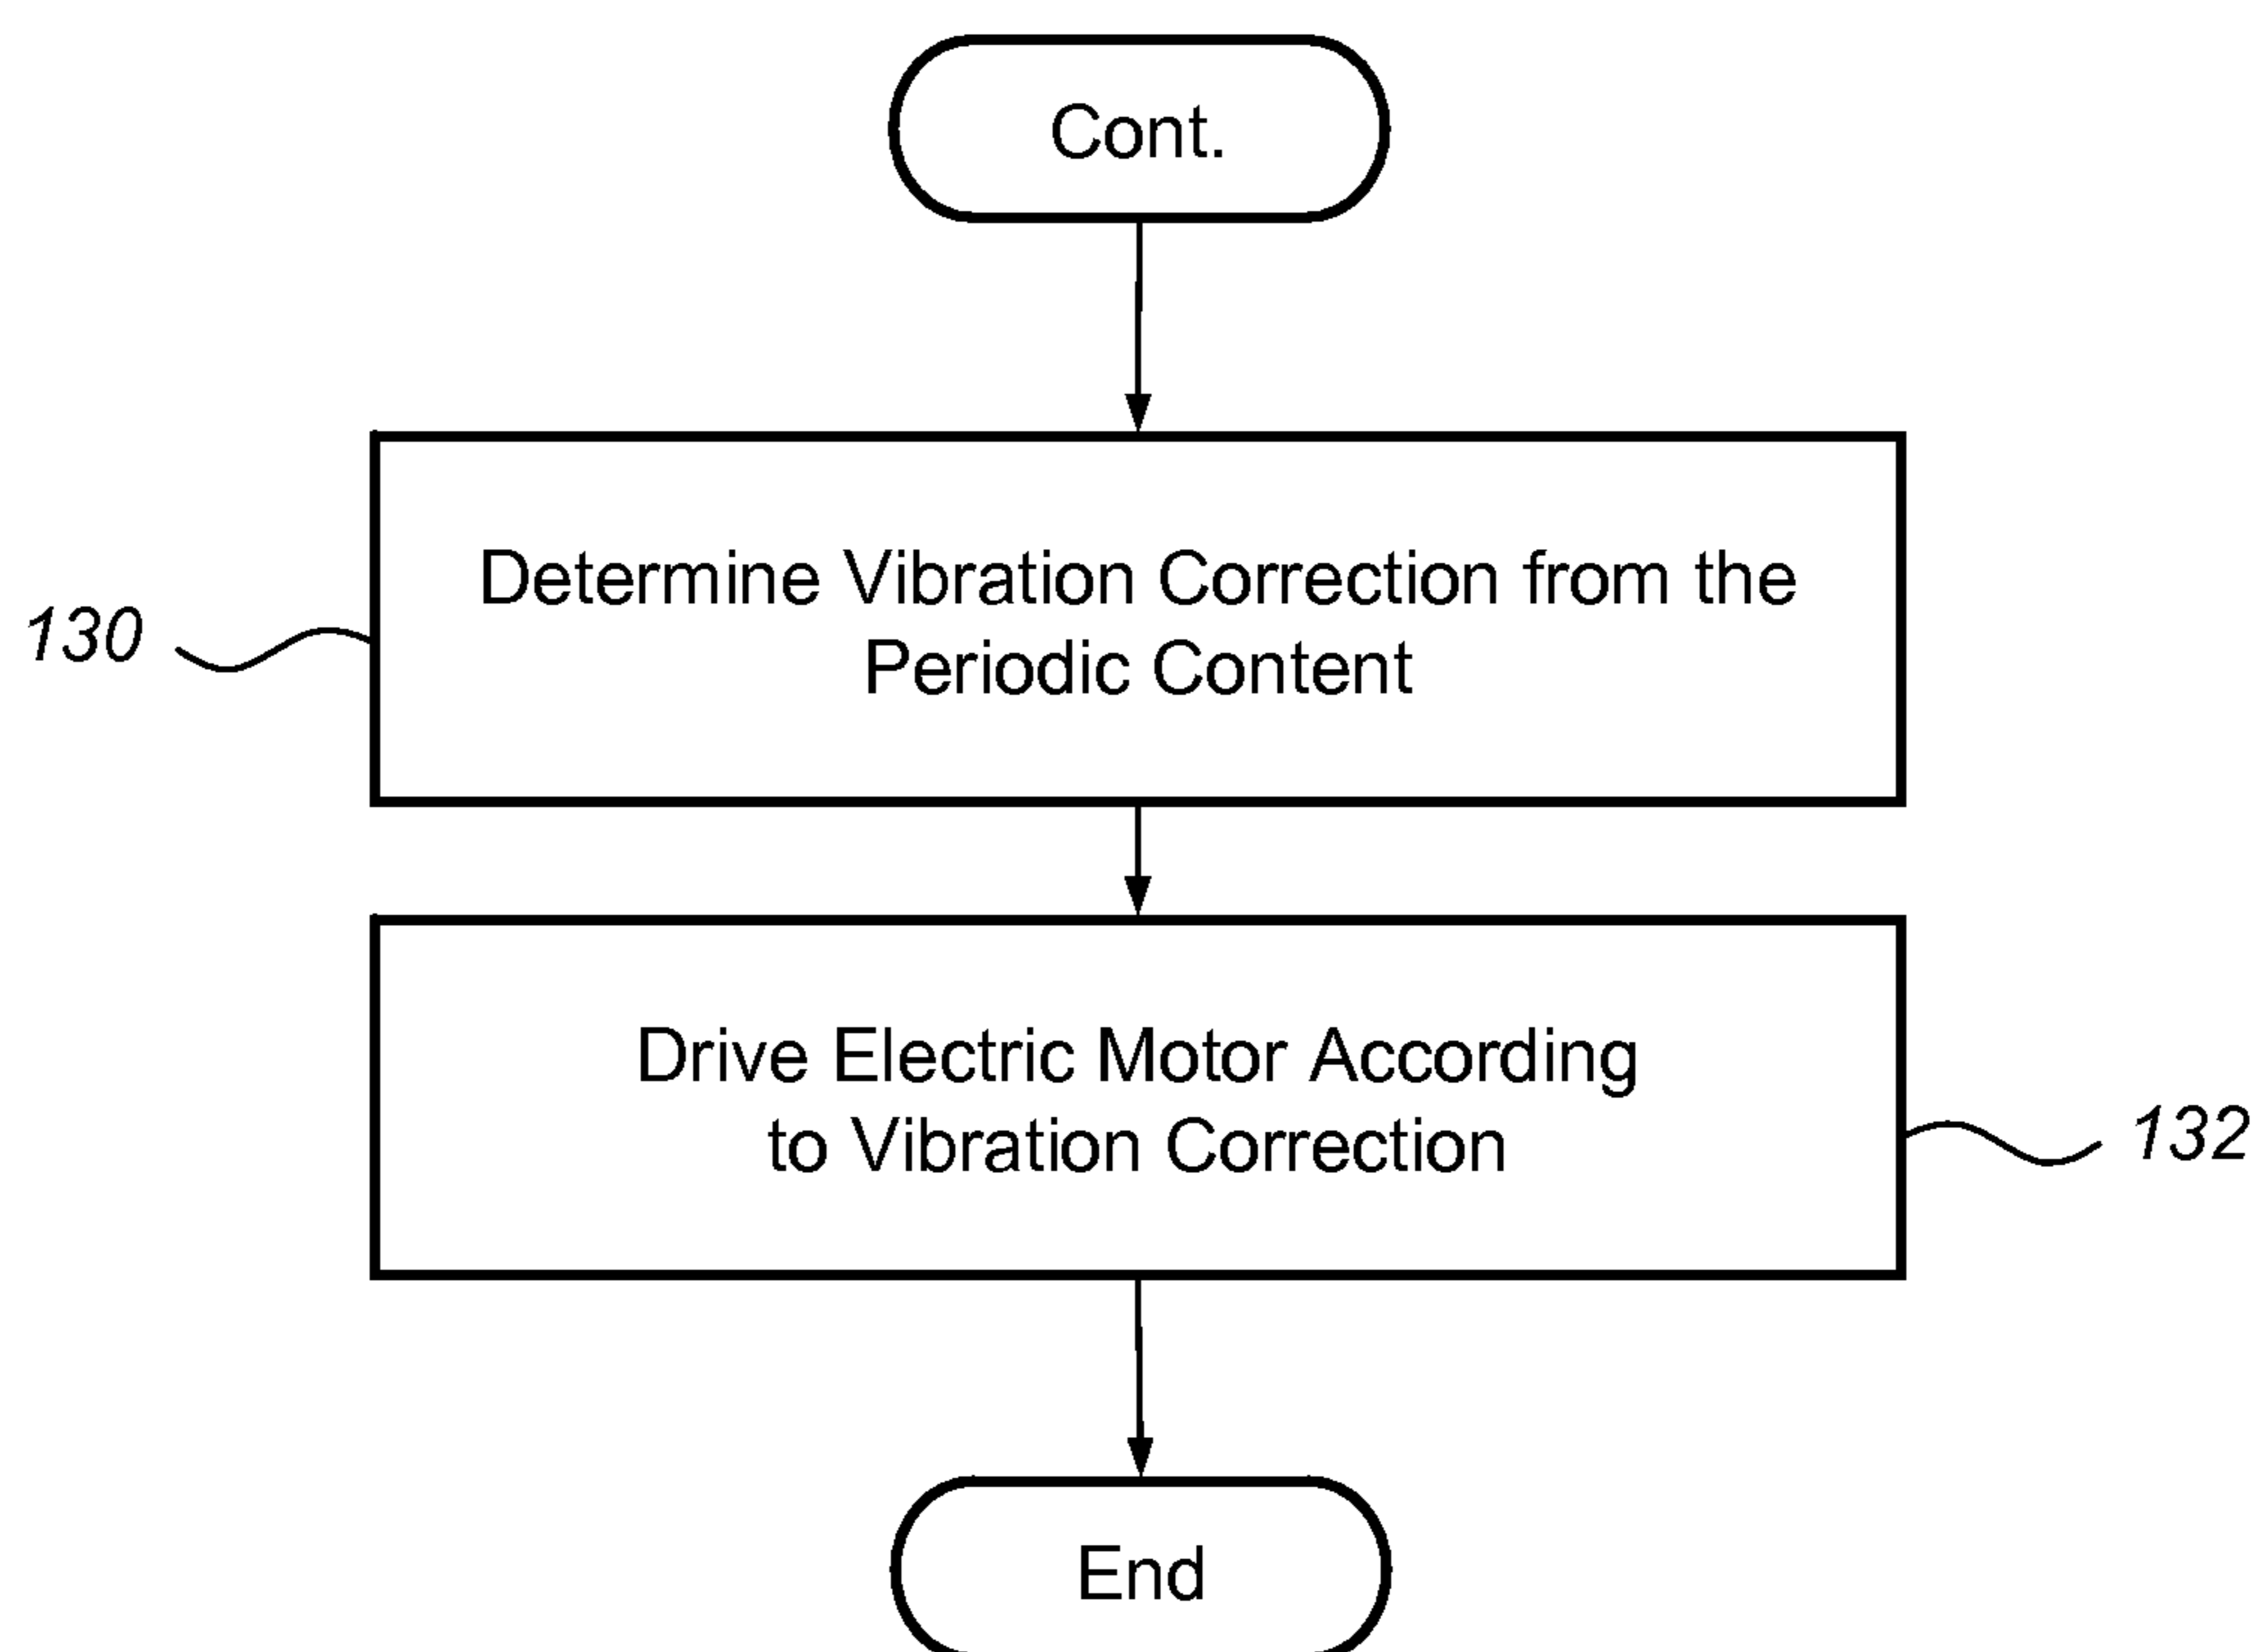 Cont.
Determine Vibration Correction from the
Periodic Content
130
Drive Electric Motor According
to Vibration Correction
132
End